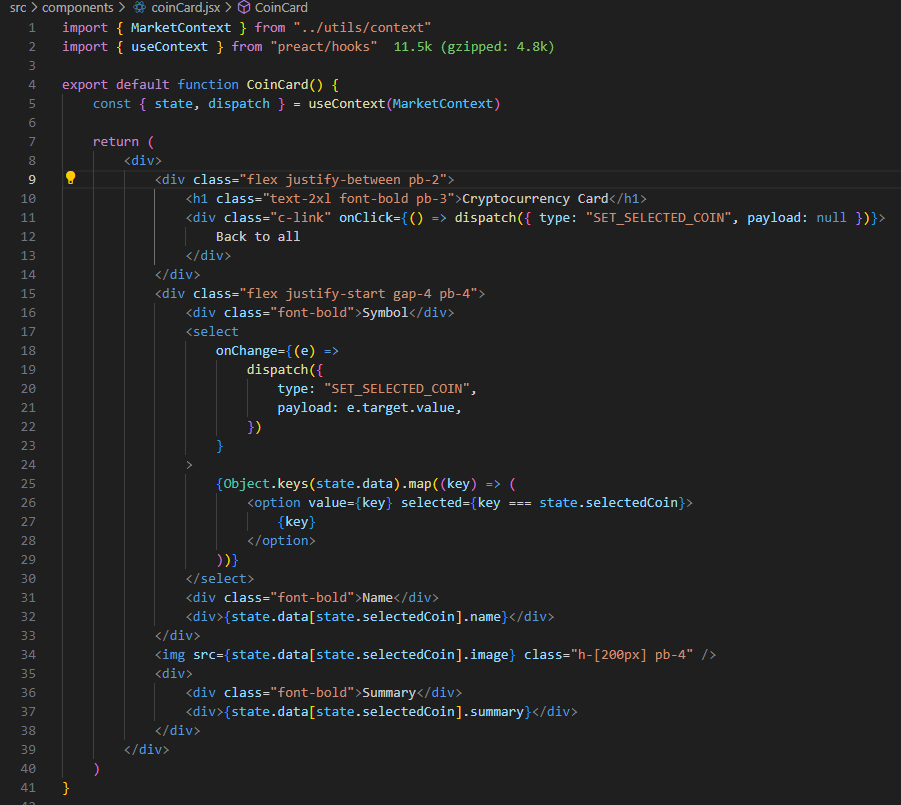 src > components > coinCard.jsx > CoinCard
1 import { MarketContext } from "../utils/context"
2 import { useContext } from "preact/hooks" 11.5k (gzipped: 4.8k)
3
4 export default function CoinCard() {
5     const { state, dispatch } = useContext(MarketContext)
6
7     return (
8         <div>
9             <div class="flex justify-between pb-2">
10                 <h1 class="text-2xl font-bold pb-3">Cryptocurrency Card</h1>
11                 <div class="c-link" onClick={() => dispatch({ type: "SET_SELECTED_COIN", payload: null })}>
12                     Back to all
13                 </div>
14             </div>
15             <div class="flex justify-start gap-4 pb-4">
16                 <div class="font-bold">Symbol</div>
17                 <select
18                     onChange={(e) =>
19                         dispatch({
20                             type: "SET_SELECTED_COIN",
21                             payload: e.target.value,
22                         })
23                     }
24                 >
25                     {Object.keys(state.data).map((key) => (
26                         <option value={key} selected={key === state.selectedCoin}>
27                             {key}
28                         </option>
29                     ))}
30                 </select>
31                 <div class="font-bold">Name</div>
32                 <div>{state.data[state.selectedCoin].name}</div>
33             </div>
34             <img src={state.data[state.selectedCoin].image} class="h-[200px] pb-4" />
35             <div>
36                 <div class="font-bold">Summary</div>
37                 <div>{state.data[state.selectedCoin].summary}</div>
38             </div>
39         </div>
40     )
41 }